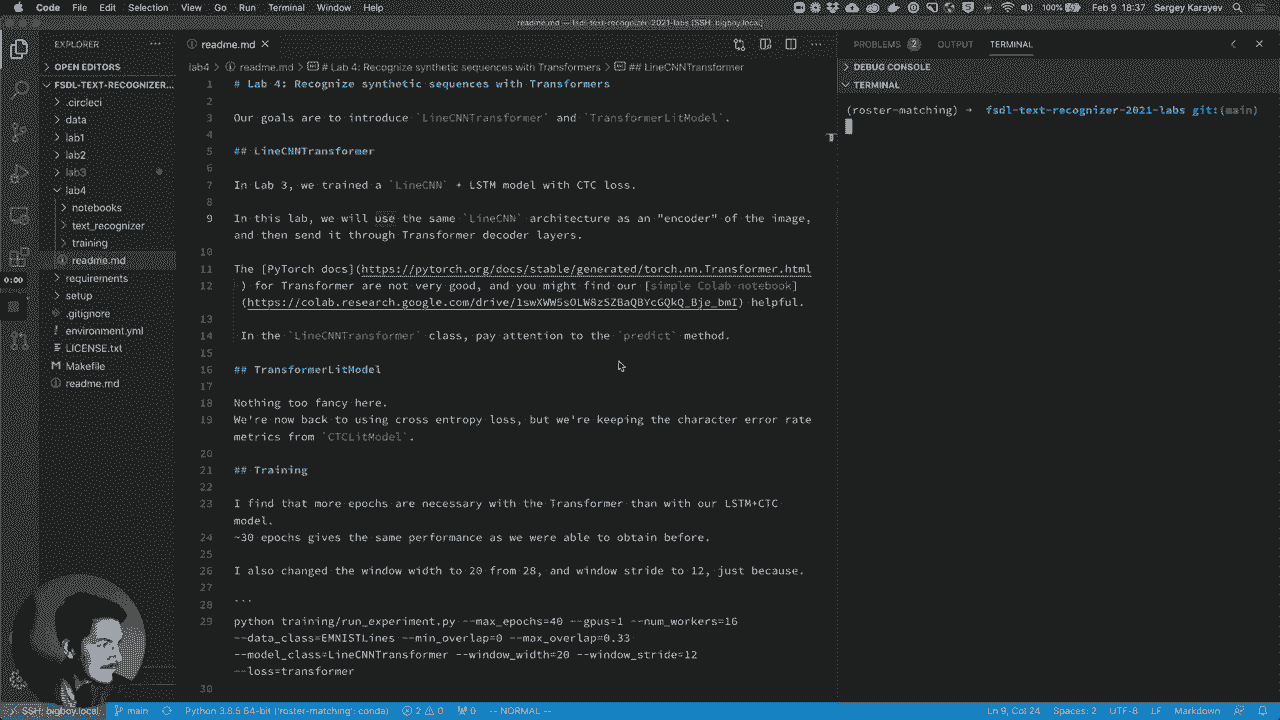 Code File Edit Selection View Go Run Terminal Window Help
100% Feb 9 18:37 Sergey Karayev
readme.md — fsdl-text-recognizer-2021-labs [SSH: bigboy.local]
EXPLORER
OPEN EDITORS
FSDL-TEXT-RECOGNIZER...
.circleci
data
lab1
lab2
lab3
lab4
notebooks
text_recognizer
training
readme.md
requirements
setup
.gitignore
environment.yml
LICENSE.txt
Makefile
readme.md
0:00
readme.md
lab4 > readme.md > # Lab 4: Recognize synthetic sequences with Transformers > ## LineCNNTransformer
1 # Lab 4: Recognize synthetic sequences with Transformers
2
3 Our goals are to introduce `LineCNNTransformer` and `TransformerLitModel`.
4
5 ## LineCNNTransformer
6
7 In Lab 3, we trained a `LineCNN` + LSTM model with CTC loss.
8
9 In this lab, we will use the same `LineCNN` architecture as an "encoder" of the image,
and then send it through Transformer decoder layers.
10
11 The [PyTorch docs](https://pytorch.org/docs/stable/generated/torch.nn.Transformer.html
12 ) for Transformer are not very good, and you might find our [simple Colab notebook]
(https://colab.research.google.com/drive/1swXWW5sOLW8zSZBaQBYcGQkQ_Bje_bmI) helpful.
13
14 In the `LineCNNTransformer` class, pay attention to the `predict` method.
15
16 ## TransformerLitModel
17
18 Nothing too fancy here.
19 We're now back to using cross entropy loss, but we're keeping the character error rate
metrics from `CTCLitModel`.
20
21 ## Training
22
23 I find that more epochs are necessary with the Transformer than with our LSTM+CTC
model.
24 ~30 epochs gives the same performance as we were able to obtain before.
25
26 I also changed the window width to 20 from 28, and window stride to 12, just because.
27
28 ```
29 python training/run_experiment.py --max_epochs=40 --gpus=1 --num_workers=16
--data_class=EMNISTLines --min_overlap=0 --max_overlap=0.33
--model_class=LineCNNTransformer --window_width=20 --window_stride=12
--loss=transformer
30
PROBLEMS 2 OUTPUT TERMINAL
DEBUG CONSOLE
TERMINAL
(roster-matching) → fsdl-text-recognizer-2021-labs git:(main)
SSH: bigboy.local main Python 3.8.5 64-bit ('roster-matching': conda) 2 0 0 -- NORMAL -- Ln 9, Col 24 Spaces: 2 UTF-8 LF Markdown